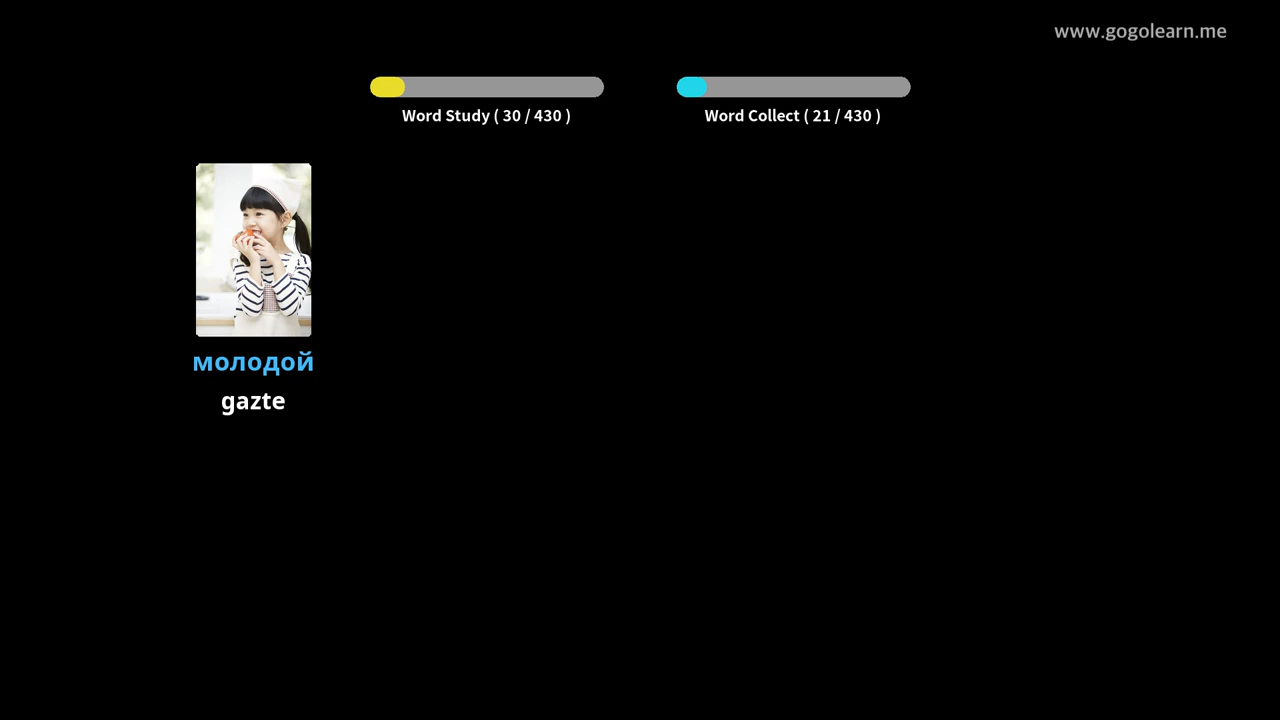 www.gogolearn.me
Word Study ( 30 / 430 )
Word Collect ( 21 / 430 )
молодой
gazte